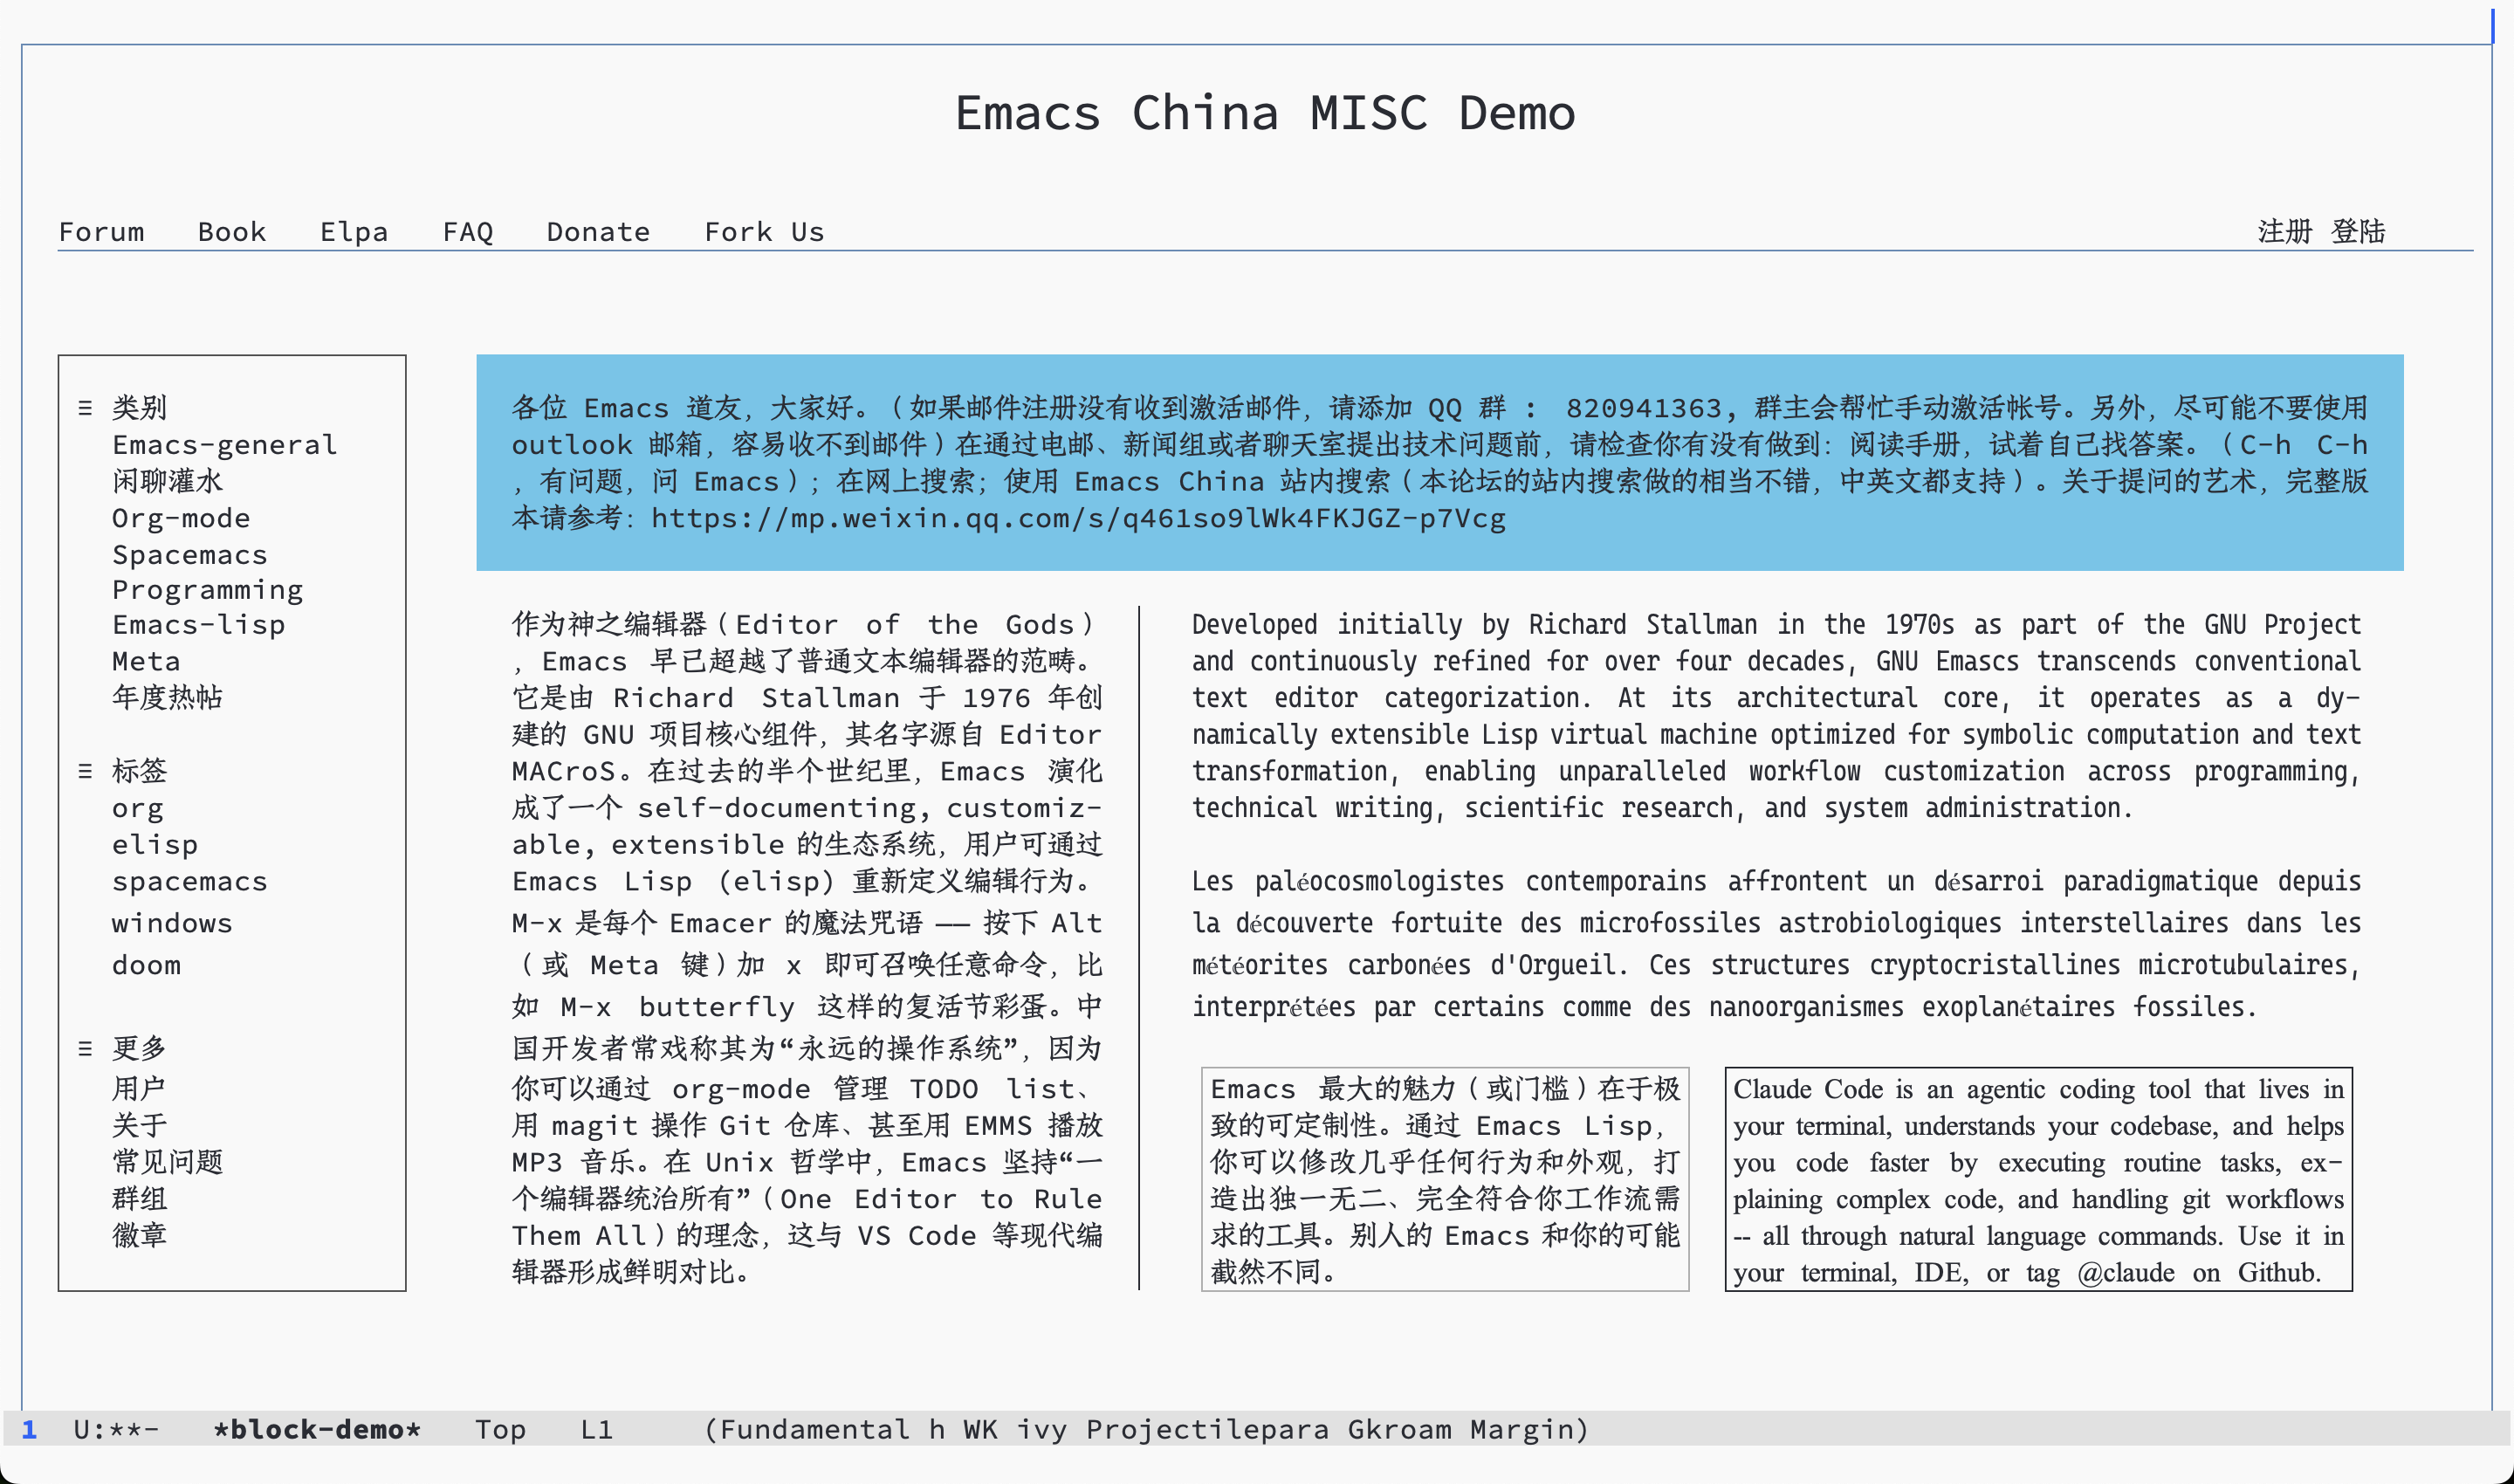 Emacs China MISC Demo
Forum Book Elpa FAQ Donate Fork Us 注册 登陆
☰ 类别
Emacs-general
闲聊灌水
Org-mode
Spacemacs
Programming
Emacs-lisp
Meta
年度热帖
☰ 标签
org
elisp
spacemacs
windows
doom
☰ 更多
用户
关于
常见问题
群组
徽章
各位 Emacs 道友，大家好。（如果邮件注册没有收到激活邮件，请添加 QQ 群 : 820941363, 群主会帮忙手动激活帐号。另外，尽可能不要使用
outlook 邮箱，容易收不到邮件）在通过电邮、新闻组或者聊天室提出技术问题前，请检查你有没有做到：阅读手册，试着自己找答案。（C-h C-h
，有问题，问 Emacs）；在网上搜索；使用 Emacs China 站内搜索（本论坛的站内搜索做的相当不错，中英文都支持）。关于提问的艺术，完整版
本请参考：https://mp.weixin.qq.com/s/q461so9lWk4FKJGZ-p7Vcg
作为神之编辑器（Editor of the Gods）
，Emacs 早已超越了普通文本编辑器的范畴。
它是由 Richard Stallman 于 1976 年创
建的 GNU 项目核心组件，其名字源自 Editor
MACroS。在过去的半个世纪里，Emacs 演化
成了一个 self-documenting, customiz-
able, extensible 的生态系统，用户可通过
Emacs Lisp (elisp) 重新定义编辑行为。
M-x 是每个 Emacer 的魔法咒语 —— 按下 Alt
（或 Meta 键）加 x 即可召唤任意命令，比
如 M-x butterfly 这样的复活节彩蛋。中
国开发者常戏称其为“永远的操作系统”，因为
你可以通过 org-mode 管理 TODO list、
用 magit 操作 Git 仓库、甚至用 EMMS 播放
MP3 音乐。在 Unix 哲学中，Emacs 坚持“一
个编辑器统治所有”（One Editor to Rule
Them All）的理念，这与 VS Code 等现代编
辑器形成鲜明对比。
Developed initially by Richard Stallman in the 1970s as part of the GNU Project
and continuously refined for over four decades, GNU Emascs transcends conventional
text editor categorization. At its architectural core, it operates as a dy-
namically extensible Lisp virtual machine optimized for symbolic computation and text
transformation, enabling unparalleled workflow customization across programming,
technical writing, scientific research, and system administration.
Les paléocosmologistes contemporains affrontent un désarroi paradigmatique depuis
la découverte fortuite des microfossiles astrobiologiques interstellaires dans les
météorites carbonées d'Orgueil. Ces structures cryptocristallines microtubulaires,
interprétées par certains comme des nanoorganismes exoplanétaires fossiles.
Emacs 最大的魅力（或门槛）在于极
致的可定制性。通过 Emacs Lisp，
你可以修改几乎任何行为和外观，打
造出独一无二、完全符合你工作流需
求的工具。别人的 Emacs 和你的可能
截然不同。
Claude Code is an agentic coding tool that lives in
your terminal, understands your codebase, and helps
you code faster by executing routine tasks, ex-
plaining complex code, and handling git workflows
-- all through natural language commands. Use it in
your terminal, IDE, or tag @claude on Github.
1 U:**- *block-demo* Top L1 (Fundamental h WK ivy Projectilepara Gkroam Margin)